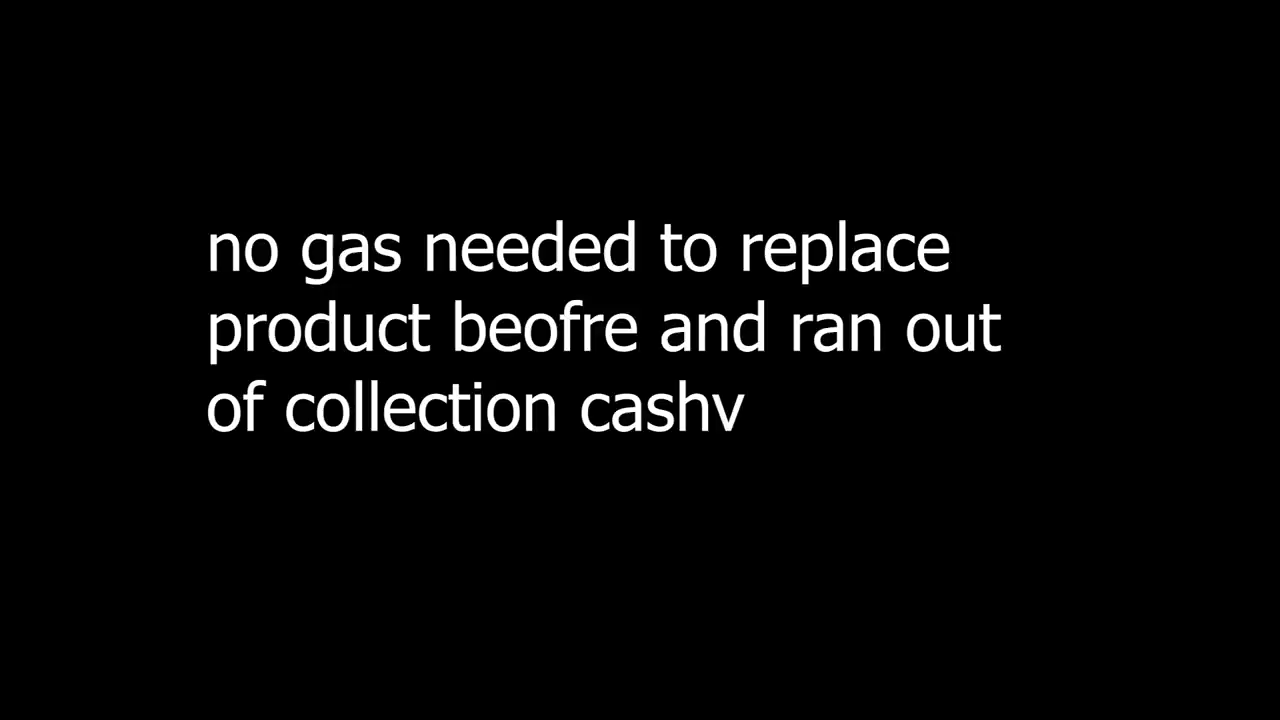 no gas needed to replace
product beofre and ran out
of collection cashv